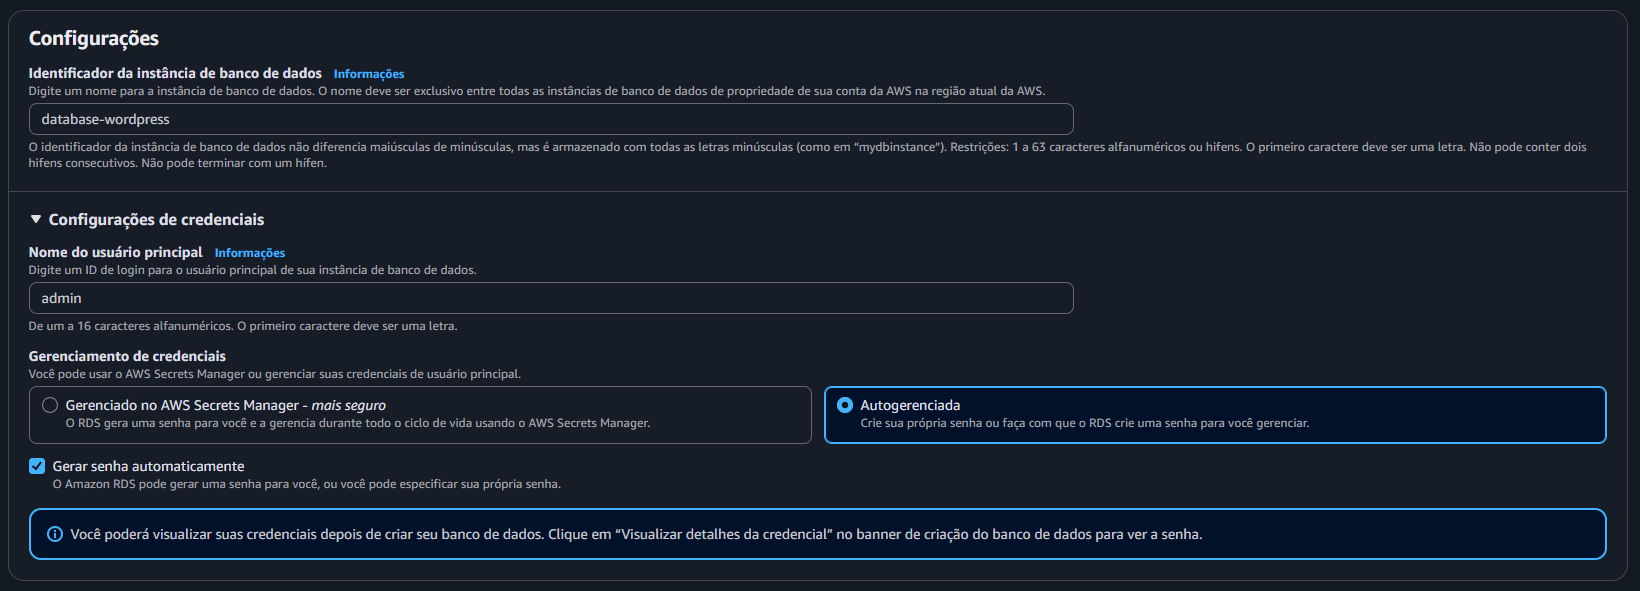 Configurações
Identificador da instância de banco de dados Informações
Digite um nome para a instância de banco de dados. O nome deve ser exclusivo entre todas as instâncias de banco de dados de propriedade de sua conta da AWS na região atual da AWS.
database-wordpress
O identificador da instância de banco de dados não diferencia maiúsculas de minúsculas, mas é armazenado com todas as letras minúsculas (como em “mydbinstance”). Restrições: 1 a 63 caracteres alfanuméricos ou hifens. O primeiro caractere deve ser uma letra. Não pode conter dois
hifens consecutivos. Não pode terminar com um hífen.
Configurações de credenciais
Nome do usuário principal Informações
Digite um ID de login para o usuário principal de sua instância de banco de dados.
admin
De um a 16 caracteres alfanuméricos. O primeiro caractere deve ser uma letra.
Gerenciamento de credenciais
Você pode usar o AWS Secrets Manager ou gerenciar suas credenciais de usuário principal.
Gerenciado no AWS Secrets Manager - mais seguro
O RDS gera uma senha para você e a gerencia durante todo o ciclo de vida usando o AWS Secrets Manager.
Autogerenciada
Crie sua própria senha ou faça com que o RDS crie uma senha para você gerenciar.
Gerar senha automaticamente
O Amazon RDS pode gerar uma senha para você, ou você pode especificar sua própria senha.
Você poderá visualizar suas credenciais depois de criar seu banco de dados. Clique em “Visualizar detalhes da credencial” no banner de criação do banco de dados para ver a senha.